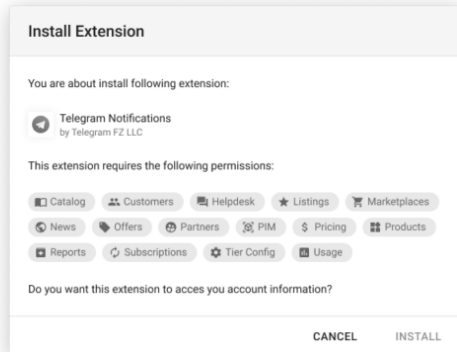 Install Extension
You are about install following extension:
Telegram Notifications
by Telegram FZ LLC
This extension requires the following permissions:
Catalog Customers Helpdesk Listings Marketplaces
News Offers Partners PIM Pricing Products
Reports Subscriptions Tier Config Usage
Do you want this extension to acces you account information?
CANCEL INSTALL